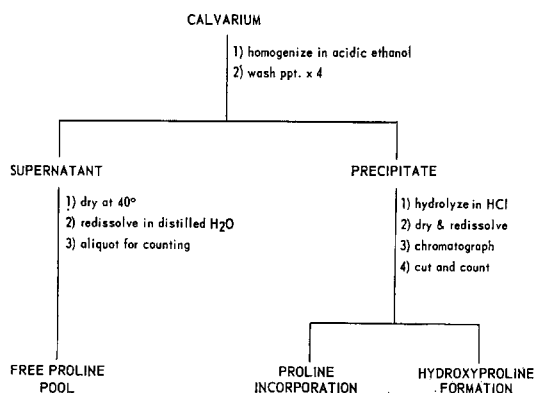 CALVARIUM
1) homogenize in acidic ethanol
2) wash ppt. x 4
SUPERNATANT
1) dry at 40°
2) redissolve in distilled H2O
3) aliquot for counting
PRECIPITATE
1) hydrolyze in HCl
2) dry & redissolve
3) chromatograph
4) cut and count
FREE PROLINE
POOL
PROLINE
INCORPORATION
HYDROXYPROLINE
FORMATION